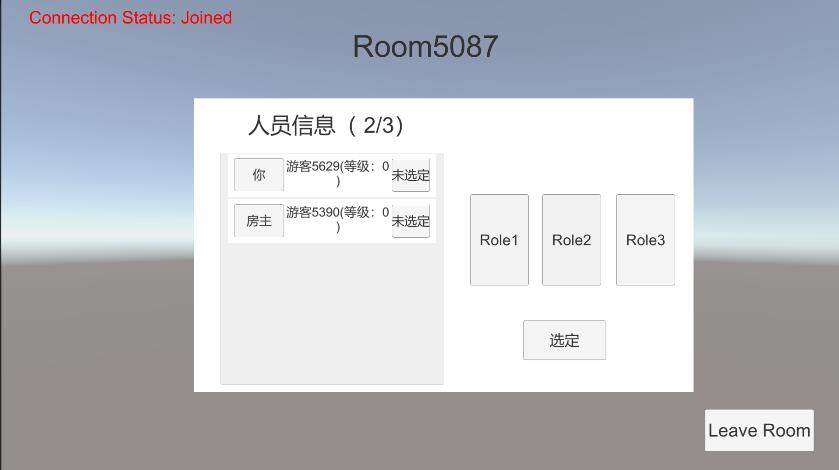 Connection Status: Joined
Room5087
人员信息（ 2/3）
你
游客5629(等级：0
)
未选定
房主
游客5390(等级：0
)
未选定
Role1
Role2
Role3
选定
Leave Room